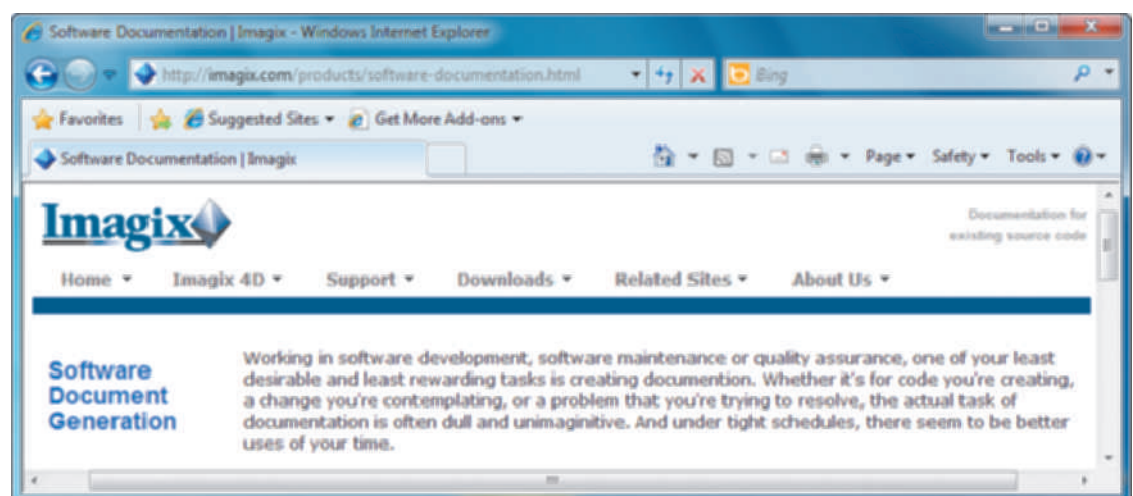 Software Documentation | Imagix - Windows Internet Explorer
http://imagix.com/products/software-documentation.html
Bing
Favorites Suggested Sites Get More Add-ons
Software Documentation | Imagix Page Safety Tools
Imagix
Documentation for
existing source code
Home Imagix 4D Support Downloads Related Sites About Us
Software
Document
Generation
Working in software development, software maintenance or quality assurance, one of your least
desirable and least rewarding tasks is creating documention. Whether it's for code you're creating,
a change you're contemplating, or a problem that you're trying to resolve, the actual task of
documentation is often dull and unimaginitive. And under tight schedules, there seem to be better
uses of your time.